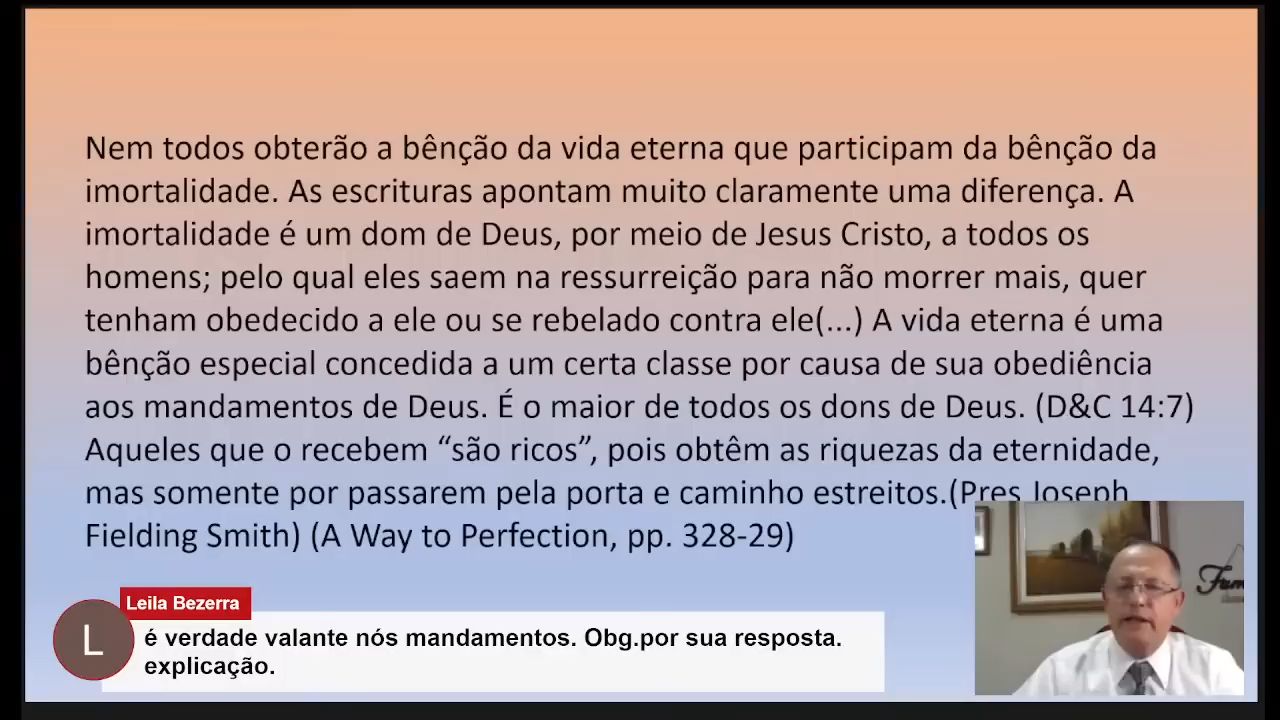 Nem todos obterão a bênção da vida eterna que participam da bênção da
imortalidade. As escrituras apontam muito claramente uma diferença. A
imortalidade é um dom de Deus, por meio de Jesus Cristo, a todos os
homens; pelo qual eles saem na ressurreição para não morrer mais, quer
tenham obedecido a ele ou se rebelado contra ele(...) A vida eterna é uma
bênção especial concedida a um certa classe por causa de sua obediência
aos mandamentos de Deus. É o maior de todos os dons de Deus. (D&C 14:7)
Aqueles que o recebem “são ricos”, pois obtêm as riquezas da eternidade,
mas somente por passarem pela porta e caminho estreitos.(Pres Joseph
Fielding Smith) (A Way to Perfection, pp. 328-29)
Leila Bezerra
L
é verdade valante nós mandamentos. Obg.por sua resposta.
explicação.